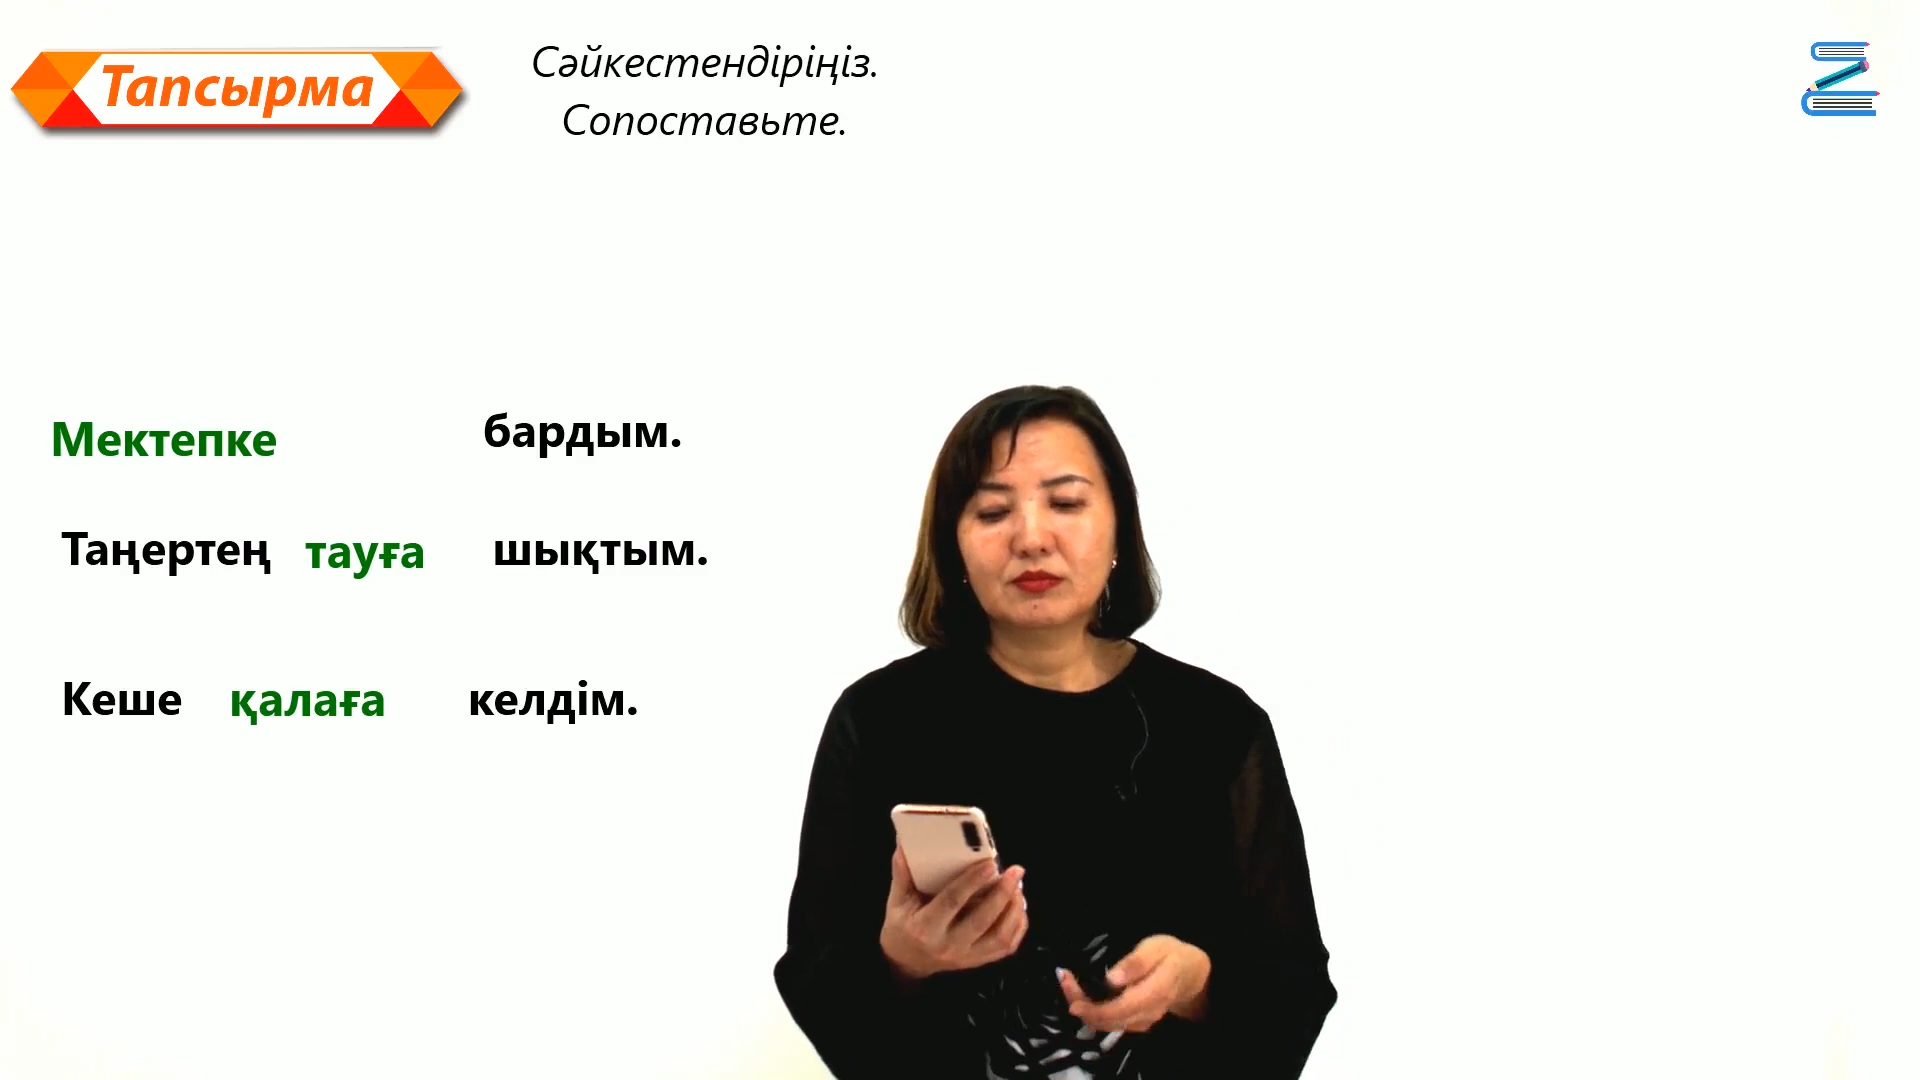 Тапсырма
Сәйкестендіріңіз.
Сопоставьте.
Мектепке бардым.
Таңертең тауға шықтым.
Кеше қалаға келдім.